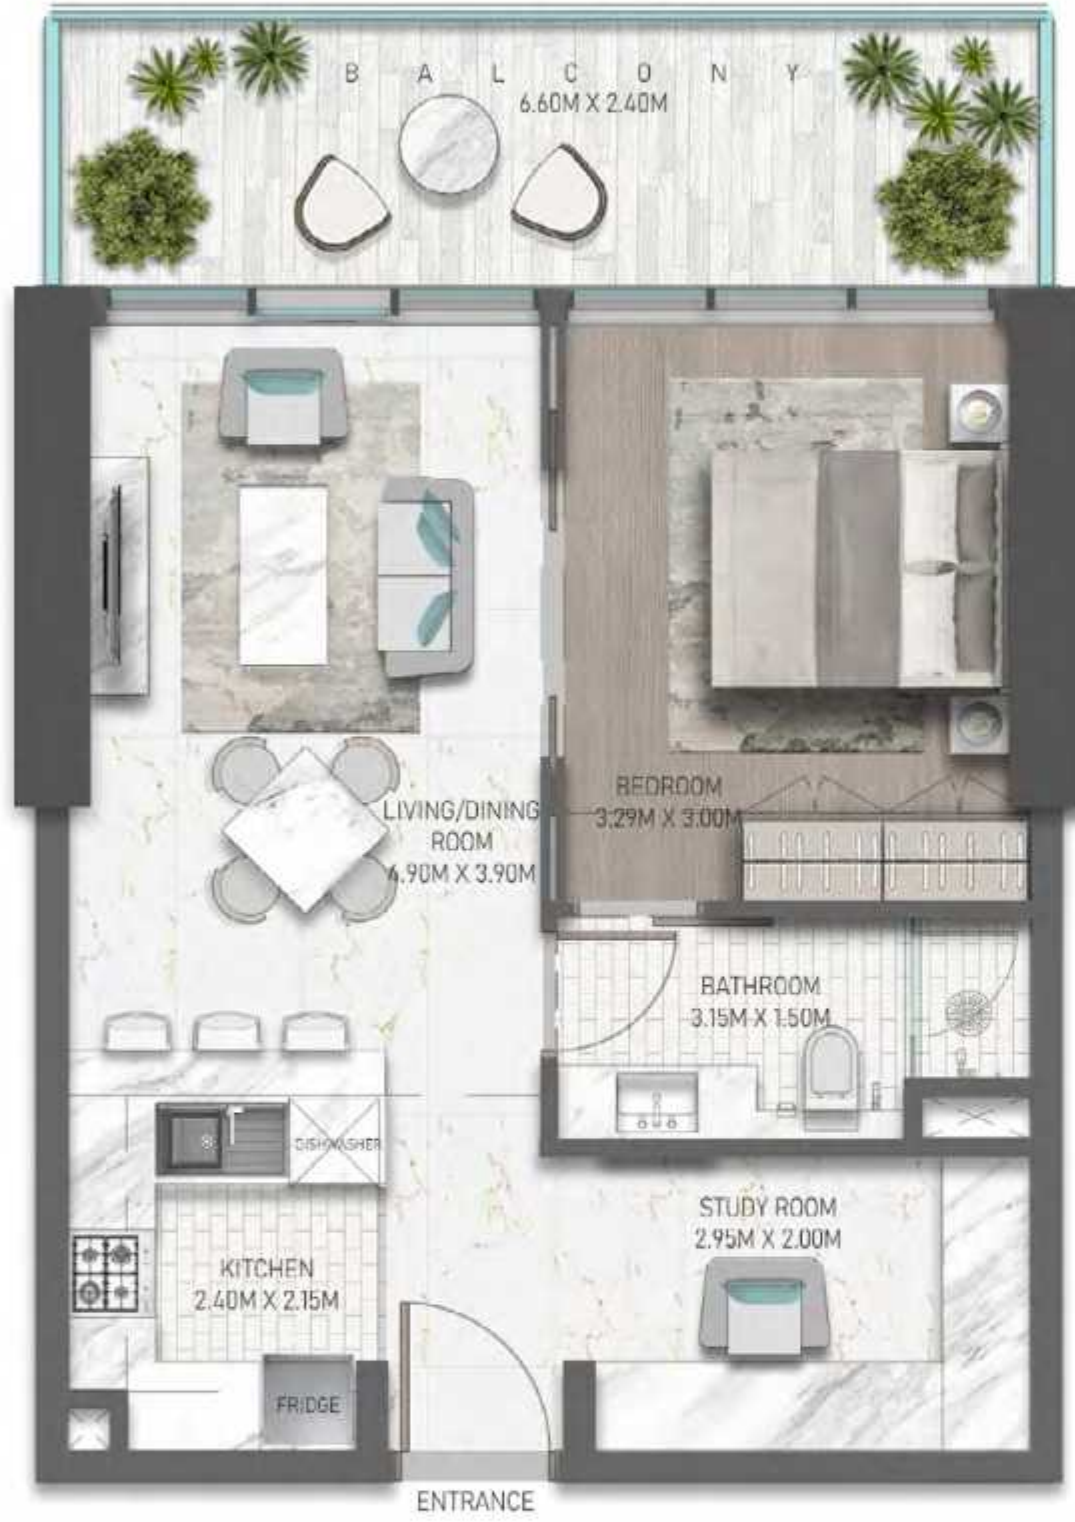 B A L C O N Y
6.60M X 2.40M
BEDROOM
3.29M X 3.00M
LIVING/DINING
ROOM
4.90M X 3.90M
BATHROOM
3.15M X 1.50M
DISHWASHER
STUDY ROOM
2.95M X 2.00M
KITCHEN
2.40M X 2.15M
FRIDGE
ENTRANCE